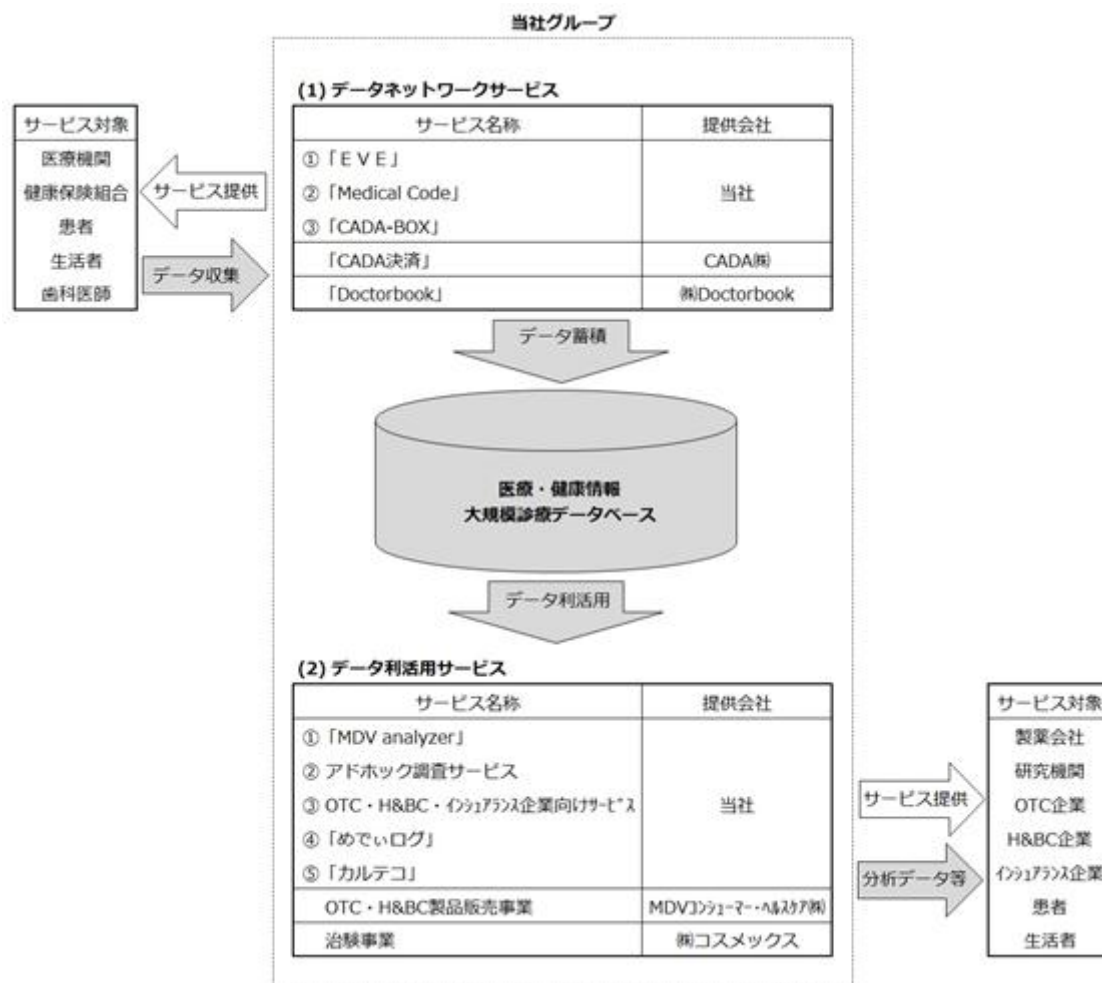 当社グループ
(1) データネットワークサービス
サービス対象
医療機関
健康保険組合
患者
生活者
歯科医師
サービス提供
データ収集
サービス名称 提供会社
①「ＥＶＥ」
②「Medical Code」
③「CADA-BOX」
当社
「CADA決済」 CADA㈱
「Doctorbook」 ㈱Doctorbook
データ蓄積
医療・健康情報
大規模診療データベース
データ利活用
(2) データ利活用サービス
サービス名称 提供会社
①「MDV analyzer」
② アドホック調査サービス
③ OTC・H&BC・ｲﾝｼｭｱﾗﾝｽ企業向けｻｰﾋﾞｽ
④「めでぃログ」
⑤「カルテコ」
当社
OTC・H&BC製品販売事業 MDVｺﾝｼｭｰﾏｰ・ﾍﾙｽｹｱ㈱
治験事業 ㈱コスメックス
サービス提供
分析データ等
サービス対象
製薬会社
研究機関
OTC企業
H&BC企業
ｲﾝｼｭｱﾗﾝｽ企業
患者
生活者